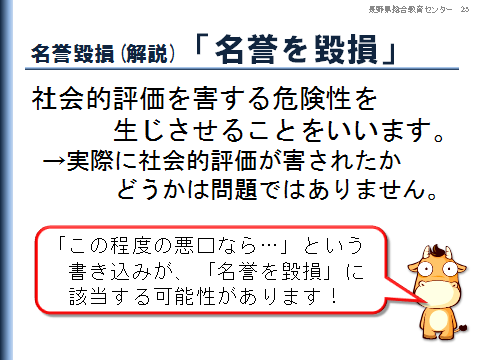 長野県総合教育センター 25
名誉毀損(解説)「名誉を毀損」
社会的評価を害する危険性を
生じさせることをいいます。
→実際に社会的評価が害されたか
どうかは問題ではありません。
「この程度の悪口なら…」という
書き込みが、「名誉を毀損」に
該当する可能性があります！